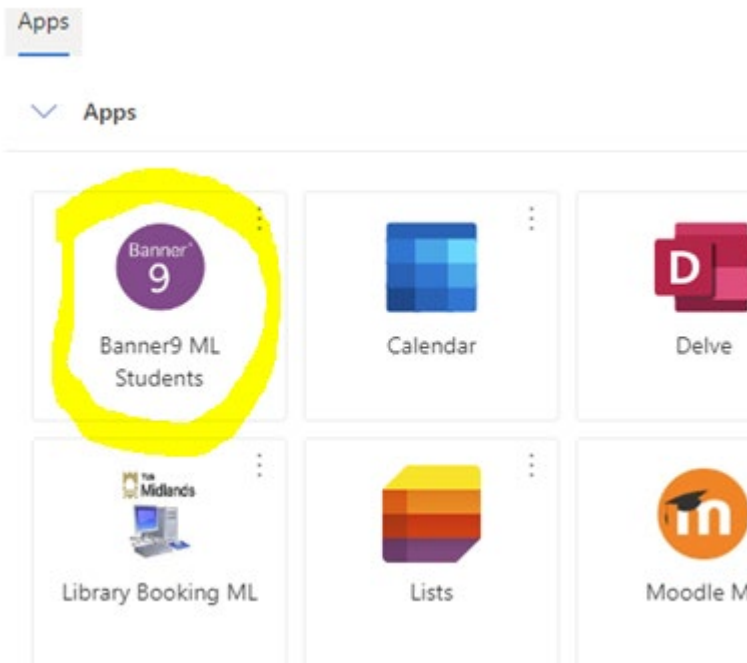 Apps
Apps
Banner
9
Banner9 ML
Students
Calendar
D
Delve
Midlands
Library Booking ML
Lists
m
Moodle M